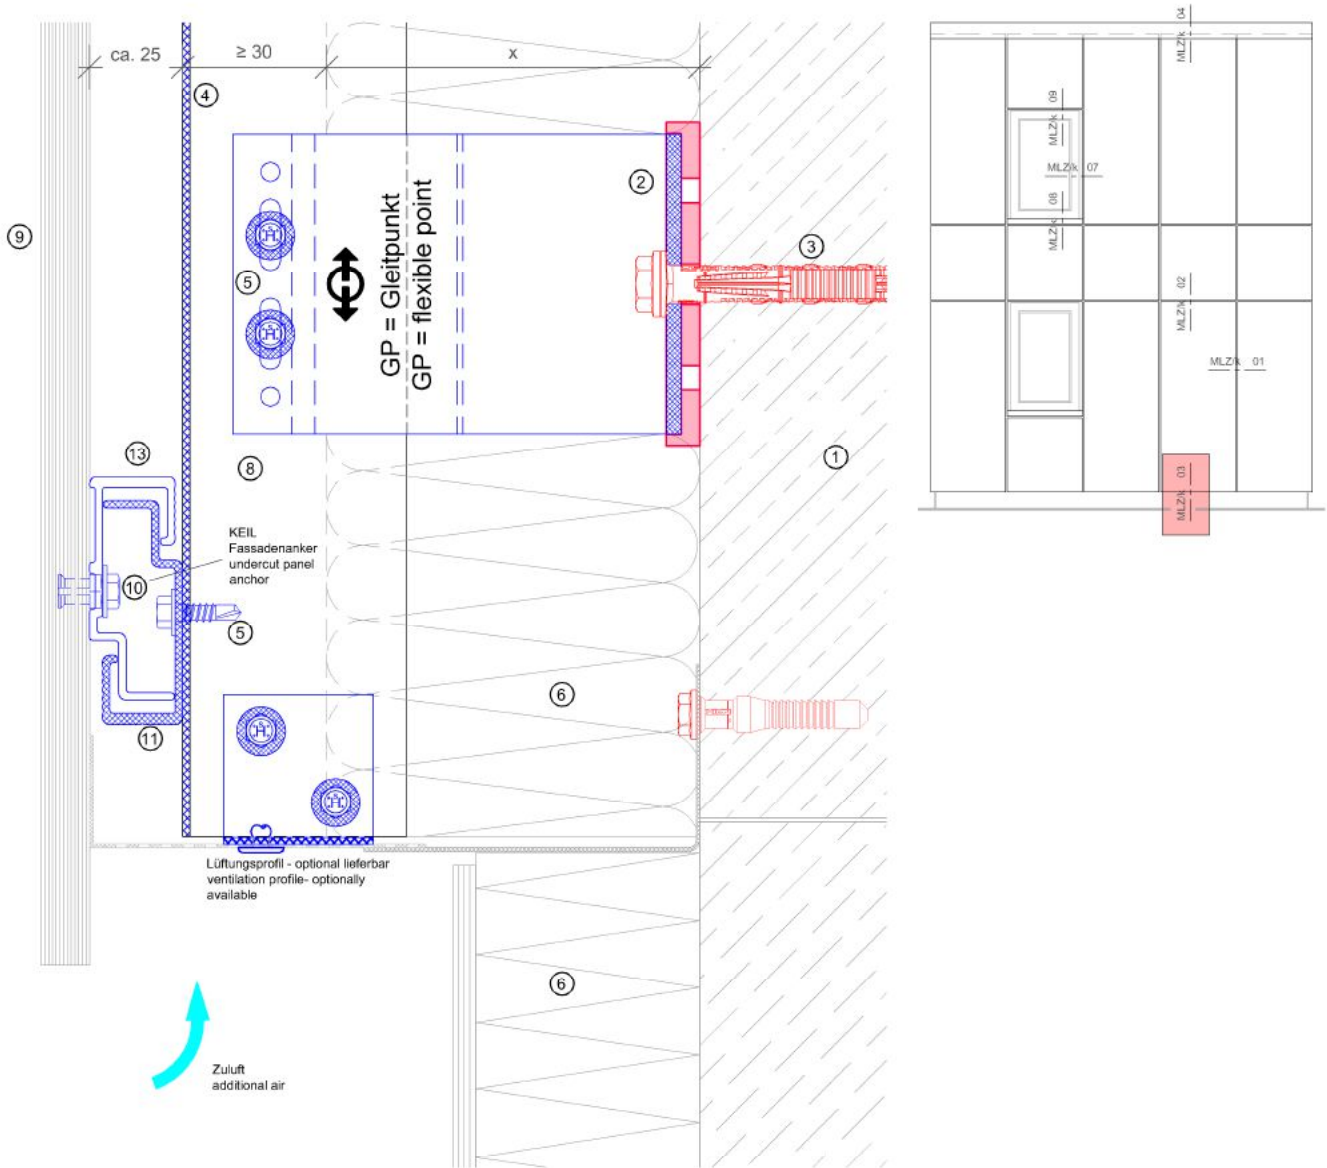 ca. 25
≥ 30
x
4
2
3
9
5
GP = Gleitpunkt
GP = flexible point
1
13
8
KEIL
Fassadenanker
undercut panel
anchor
10
5
6
11
Lüftungsprofil - optional lieferbar
ventilation profile- optionally
available
6
Zuluft
additional air
MLZ/k 04
MLZ/k 09
MLZ/k 07
MLZ/k 08
MLZ/k 02
MLZ/k 01
MLZ/k 03